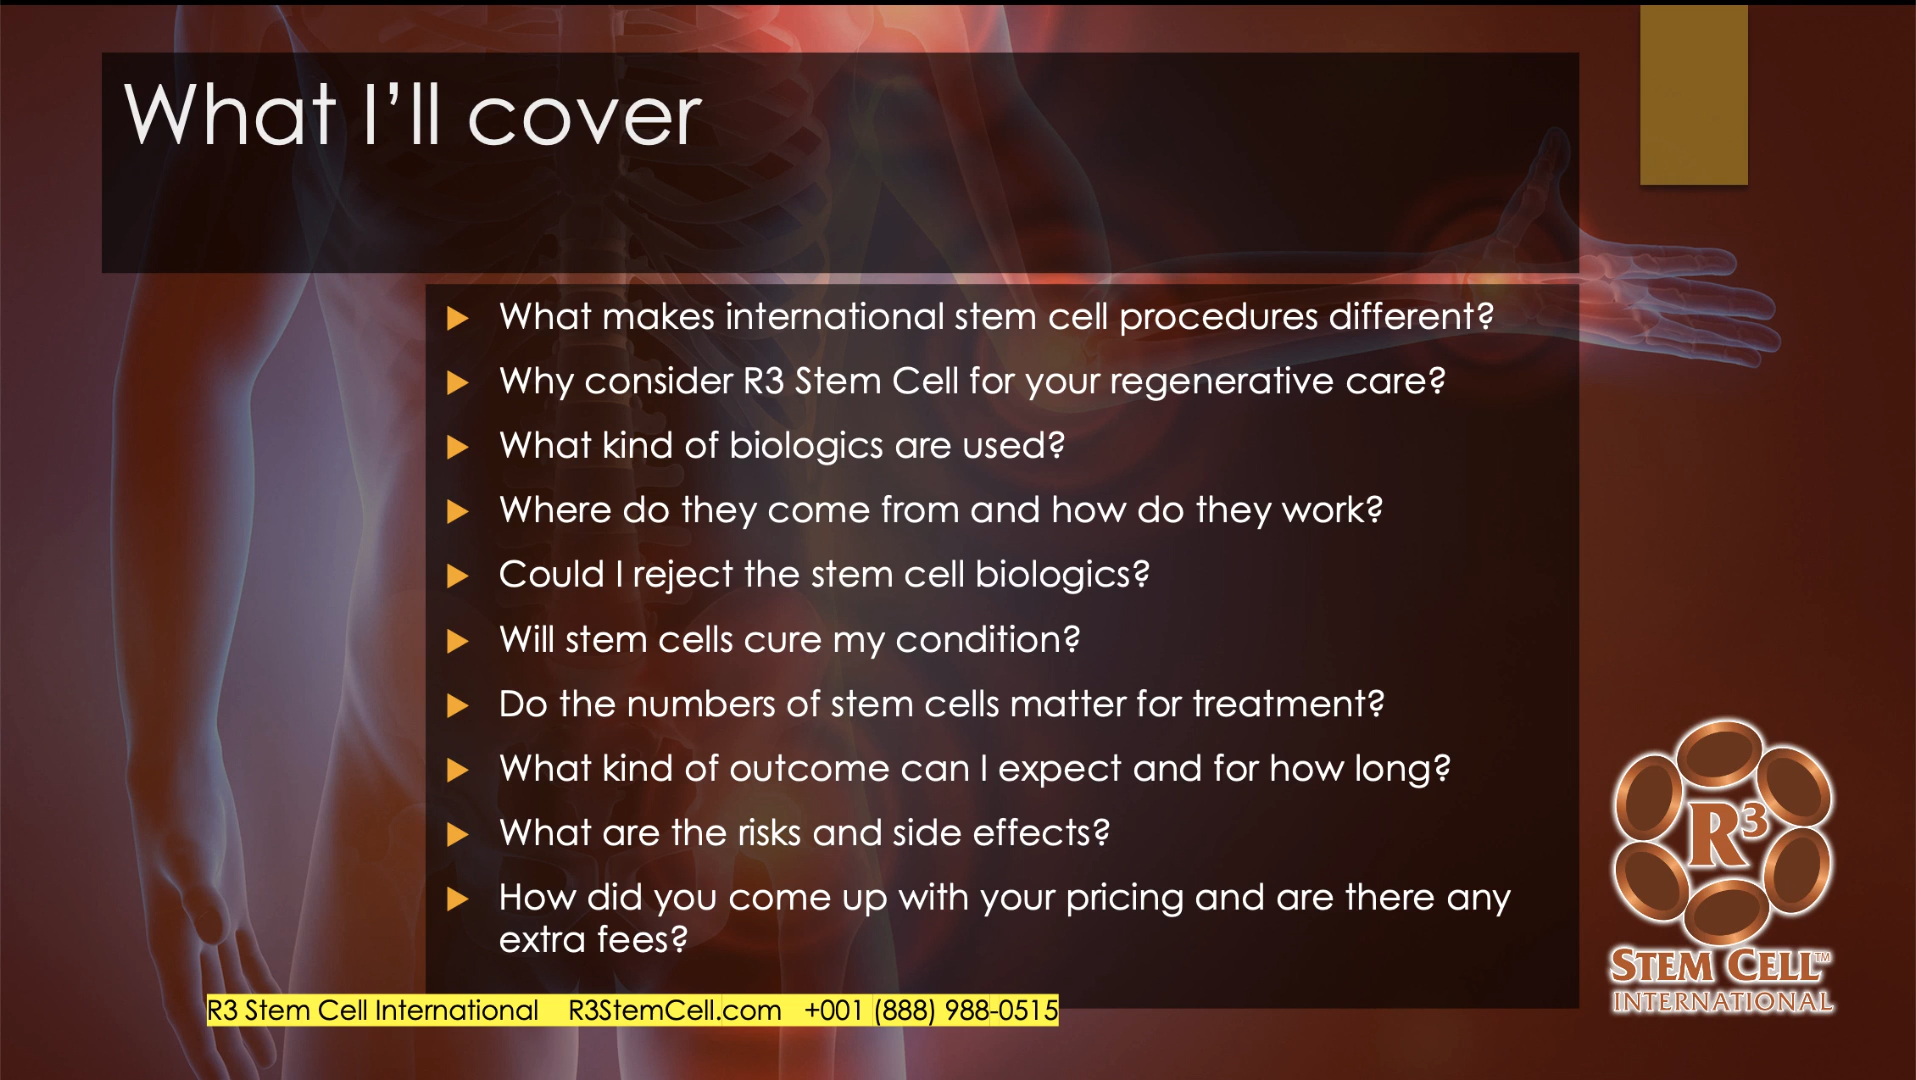 What I’ll cover
What makes international stem cell procedures different?
Why consider R3 Stem Cell for your regenerative care?
What kind of biologics are used?
Where do they come from and how do they work?
Could I reject the stem cell biologics?
Will stem cells cure my condition?
Do the numbers of stem cells matter for treatment?
What kind of outcome can I expect and for how long?
What are the risks and side effects?
How did you come up with your pricing and are there any
extra fees?
R3 Stem Cell International R3StemCell.com +001 (888) 988-0515
R3
STEM CELL™
INTERNATIONAL